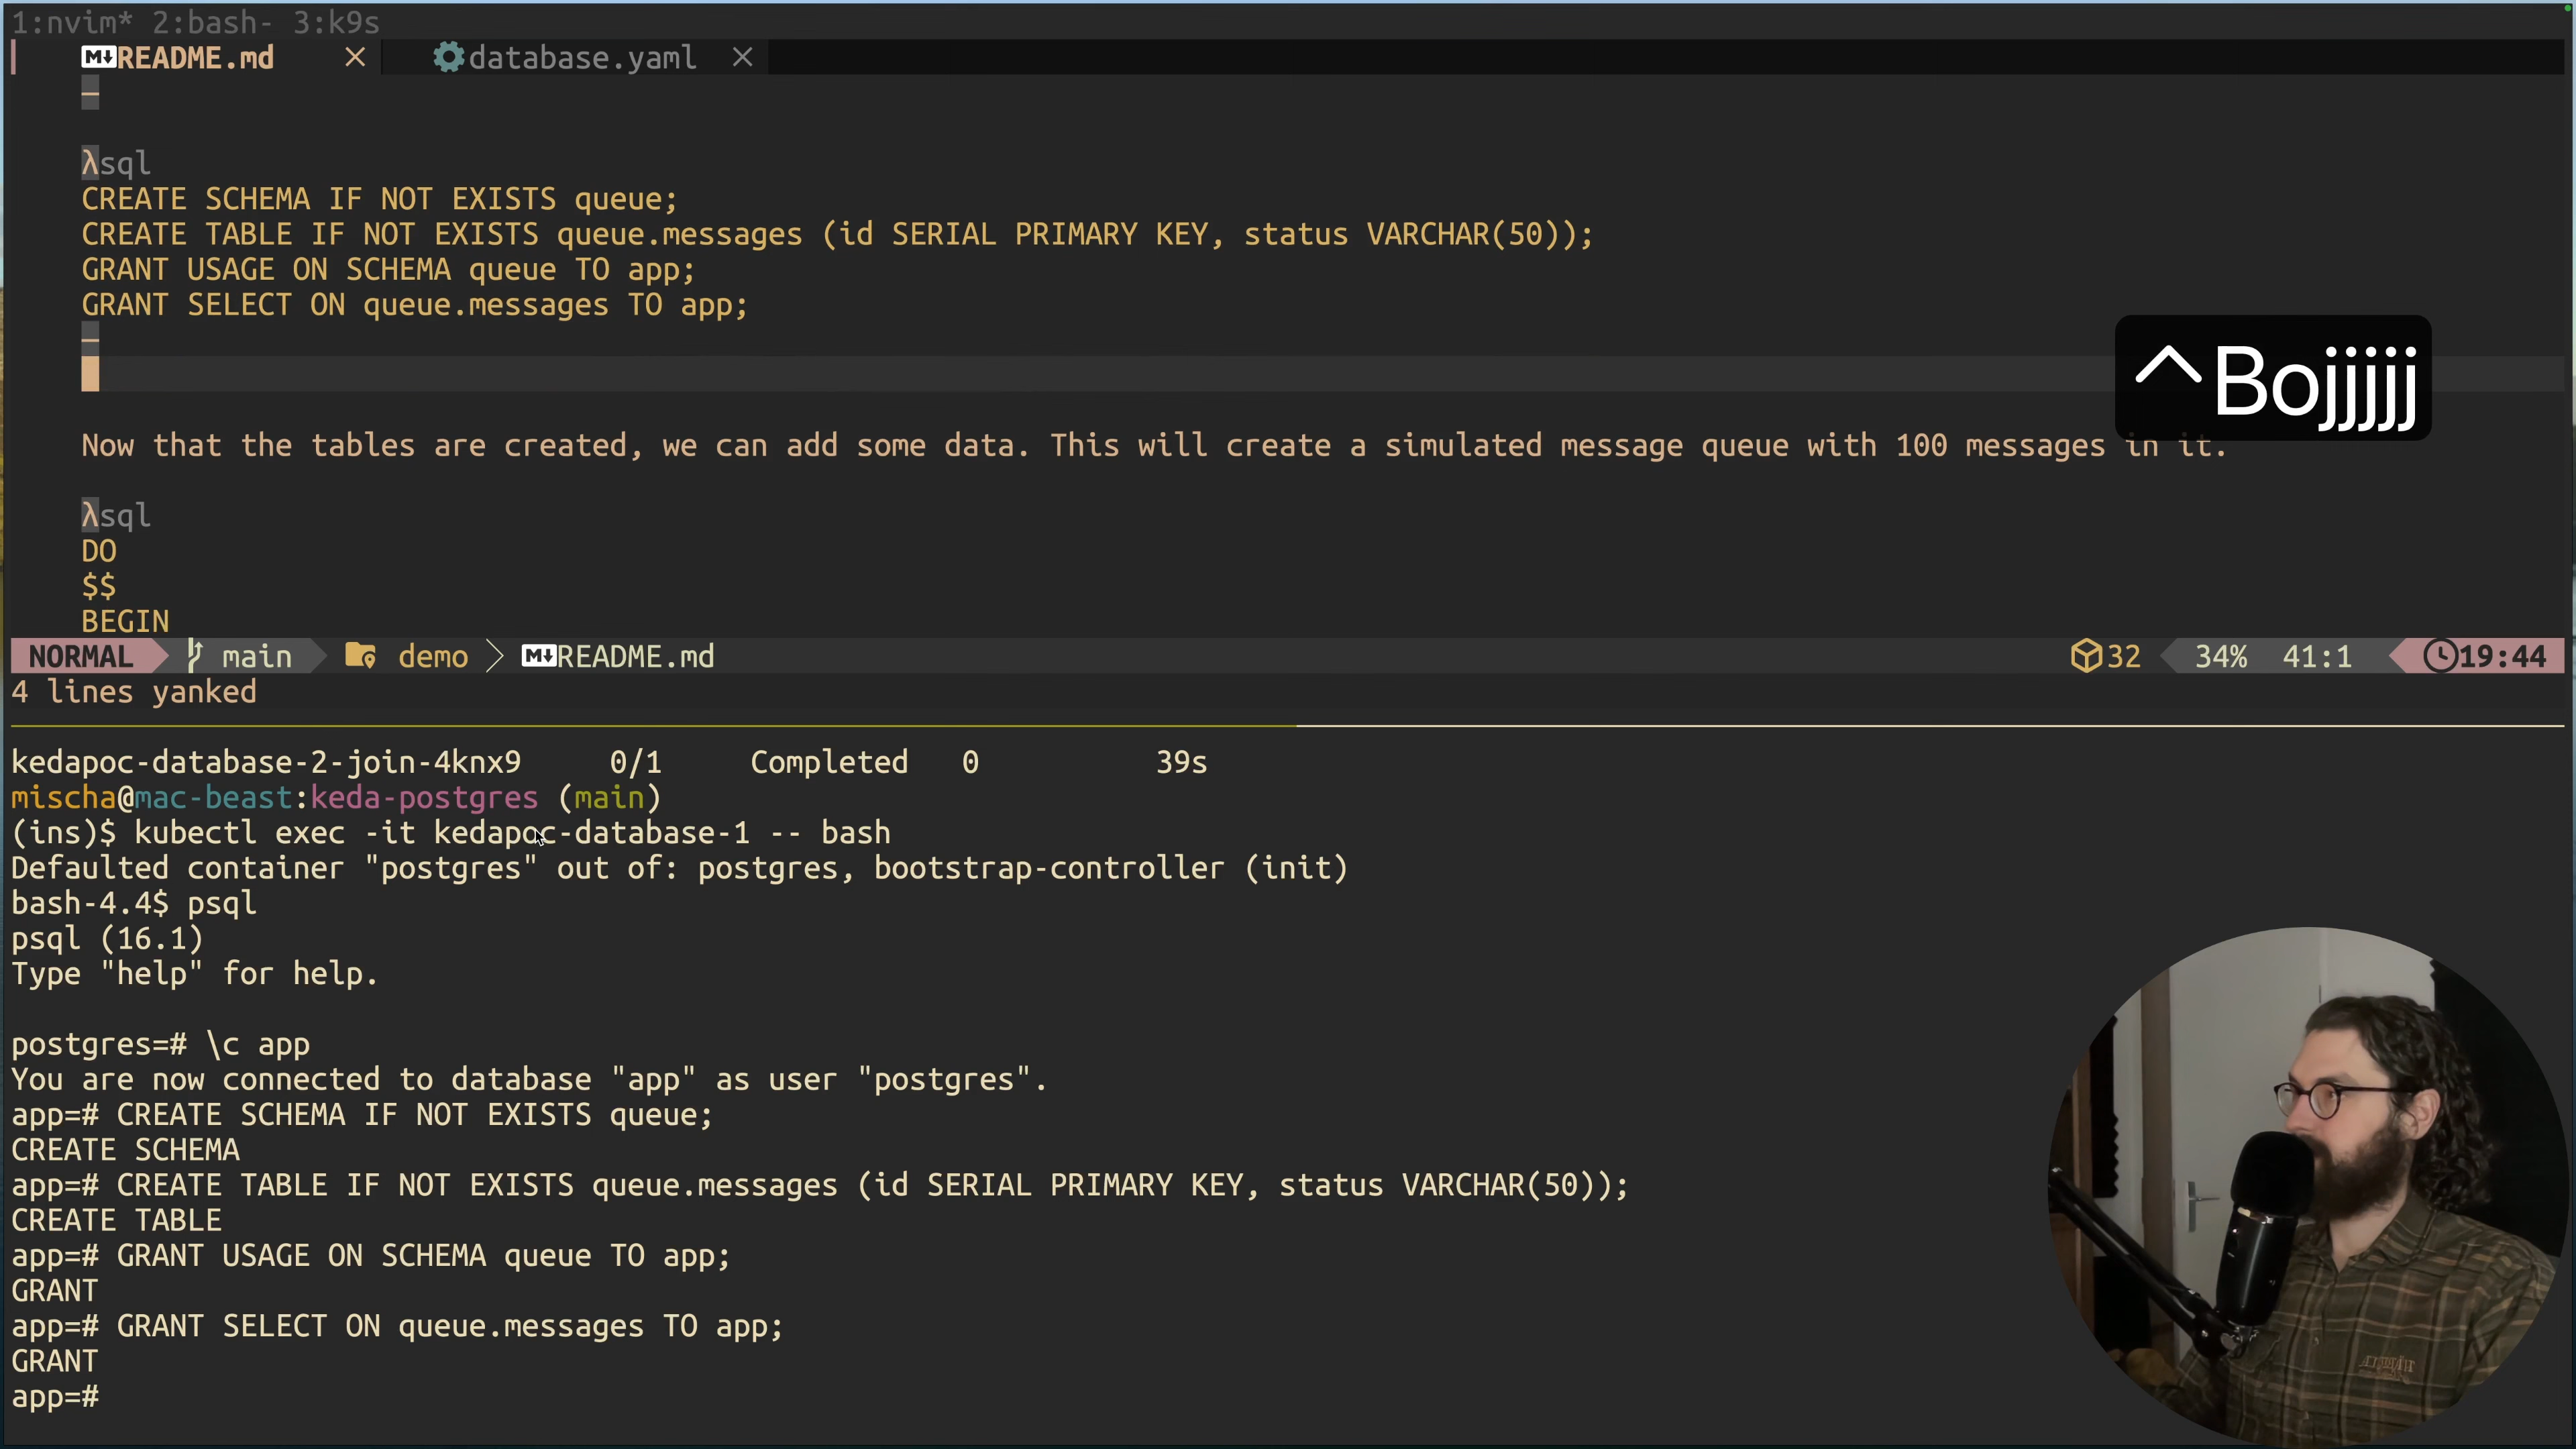 1:nvim* 2:bash- 3:k9s
README.md × database.yaml ×
λsql
CREATE SCHEMA IF NOT EXISTS queue;
CREATE TABLE IF NOT EXISTS queue.messages (id SERIAL PRIMARY KEY, status VARCHAR(50));
GRANT USAGE ON SCHEMA queue TO app;
GRANT SELECT ON queue.messages TO app;
^Bojjjjj
Now that the tables are created, we can add some data. This will create a simulated message queue with 100 messages in it.
λsql
DO
$$
BEGIN
NORMAL main demo README.md 32 34% 41:1 19:44
4 lines yanked
kedapoc-database-2-join-4knx9 0/1 Completed 0 39s
mischa@mac-beast:keda-postgres (main)
(ins)$ kubectl exec -it kedapoc-database-1 -- bash
Defaulted container "postgres" out of: postgres, bootstrap-controller (init)
bash-4.4$ psql
psql (16.1)
Type "help" for help.
postgres=# \c app
You are now connected to database "app" as user "postgres".
app=# CREATE SCHEMA IF NOT EXISTS queue;
CREATE SCHEMA
app=# CREATE TABLE IF NOT EXISTS queue.messages (id SERIAL PRIMARY KEY, status VARCHAR(50));
CREATE TABLE
app=# GRANT USAGE ON SCHEMA queue TO app;
GRANT
app=# GRANT SELECT ON queue.messages TO app;
GRANT
app=#